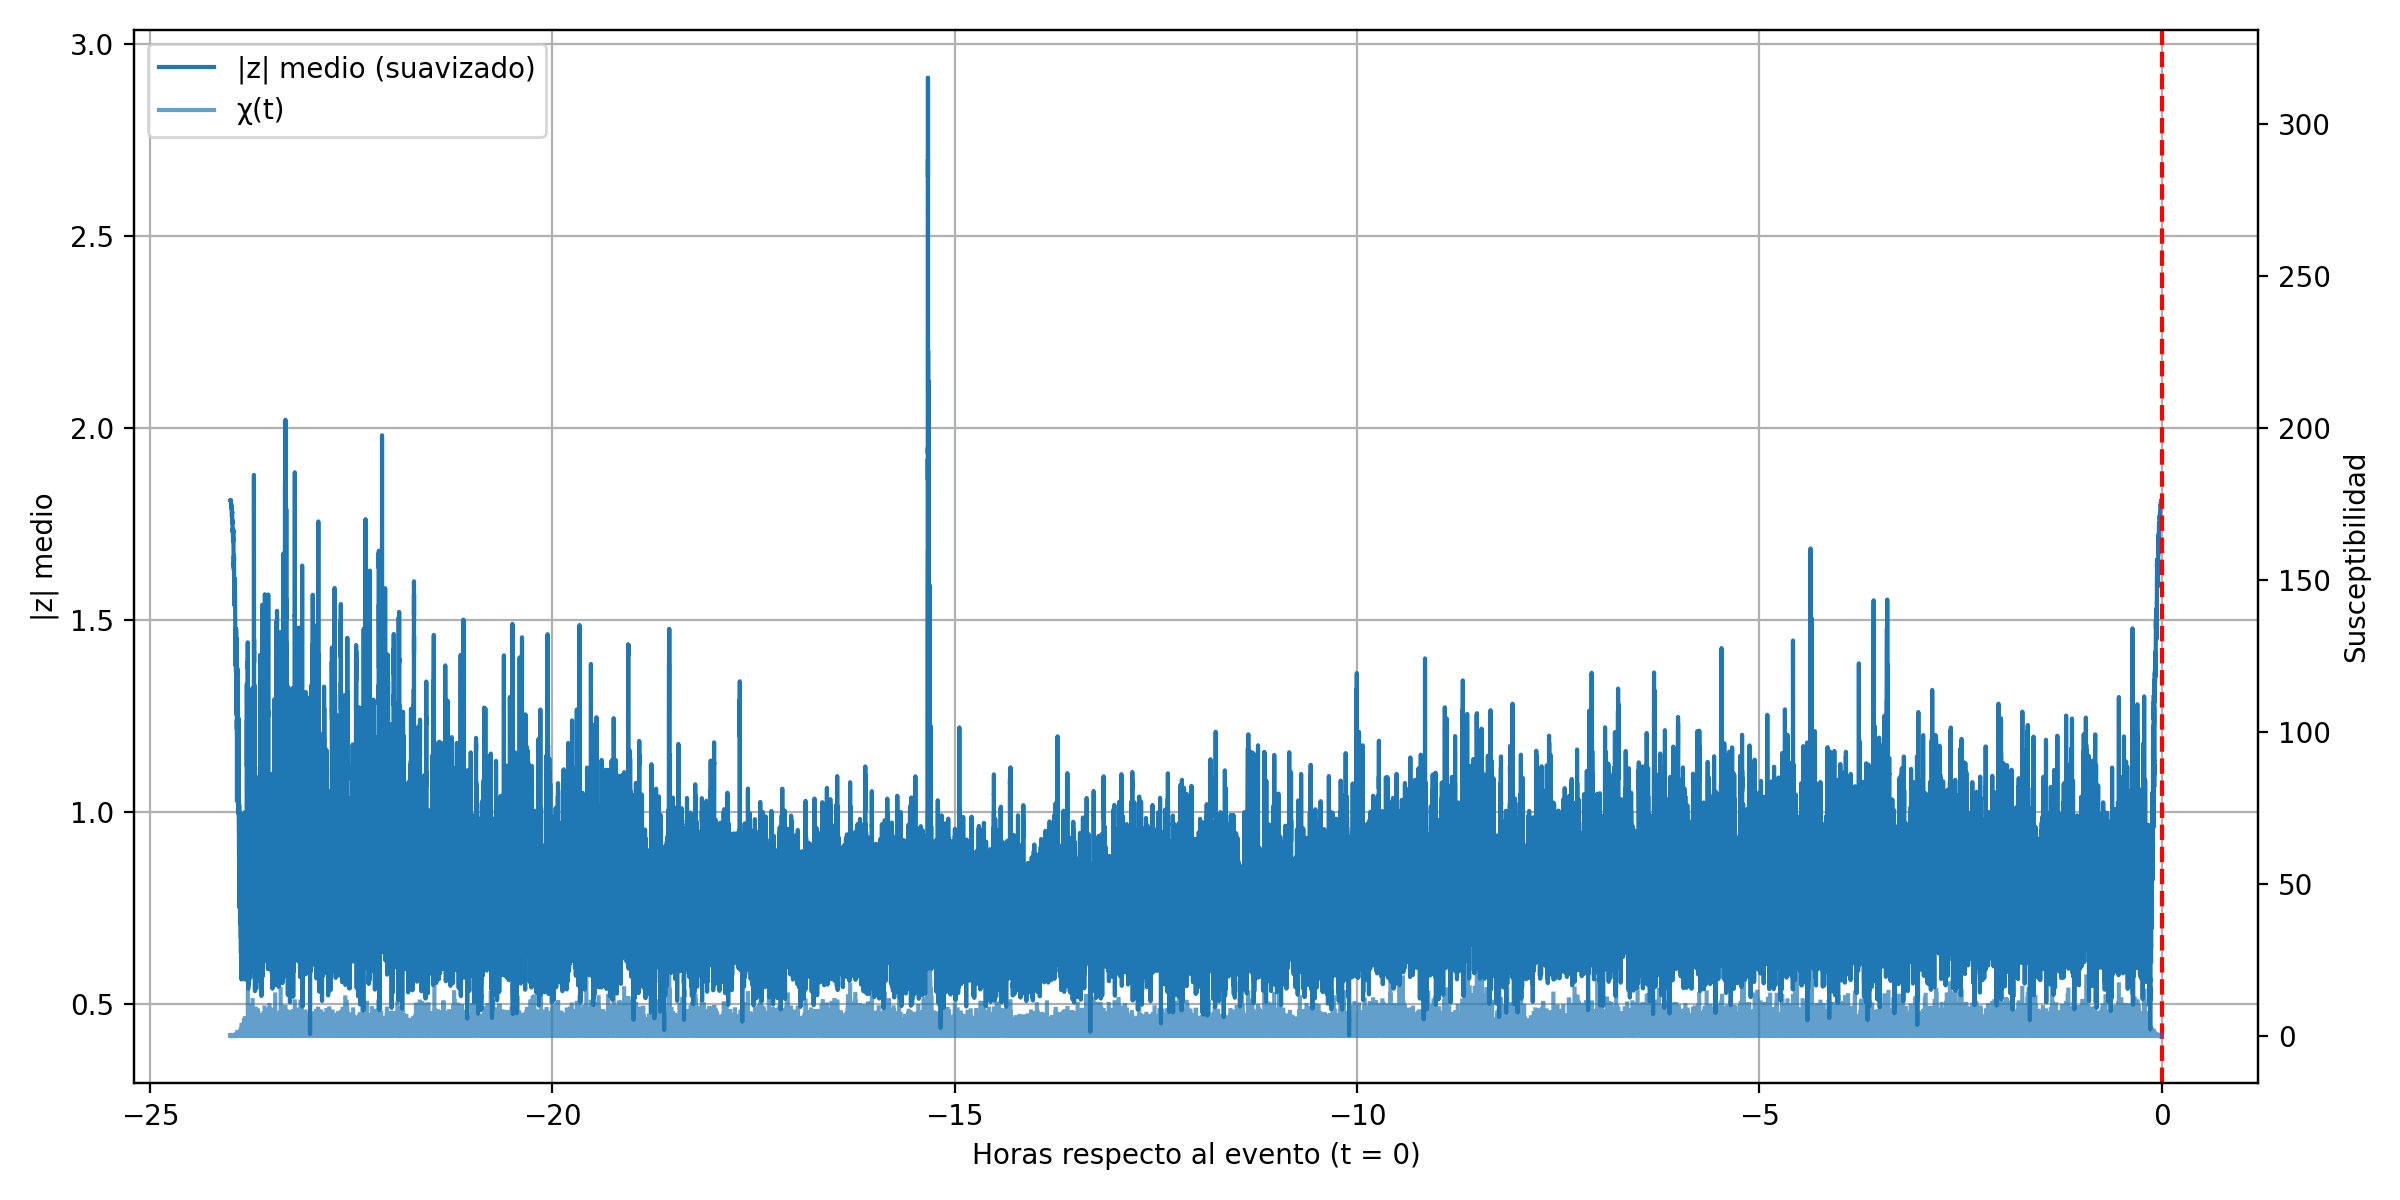 |z| medio (suavizado)
χ(t)
3.0
2.5
2.0
1.5
1.0
0.5
|z| medio
300
250
200
150
100
50
0
Susceptibilidad
−25 −20 −15 −10 −5 0
Horas respecto al evento (t = 0)